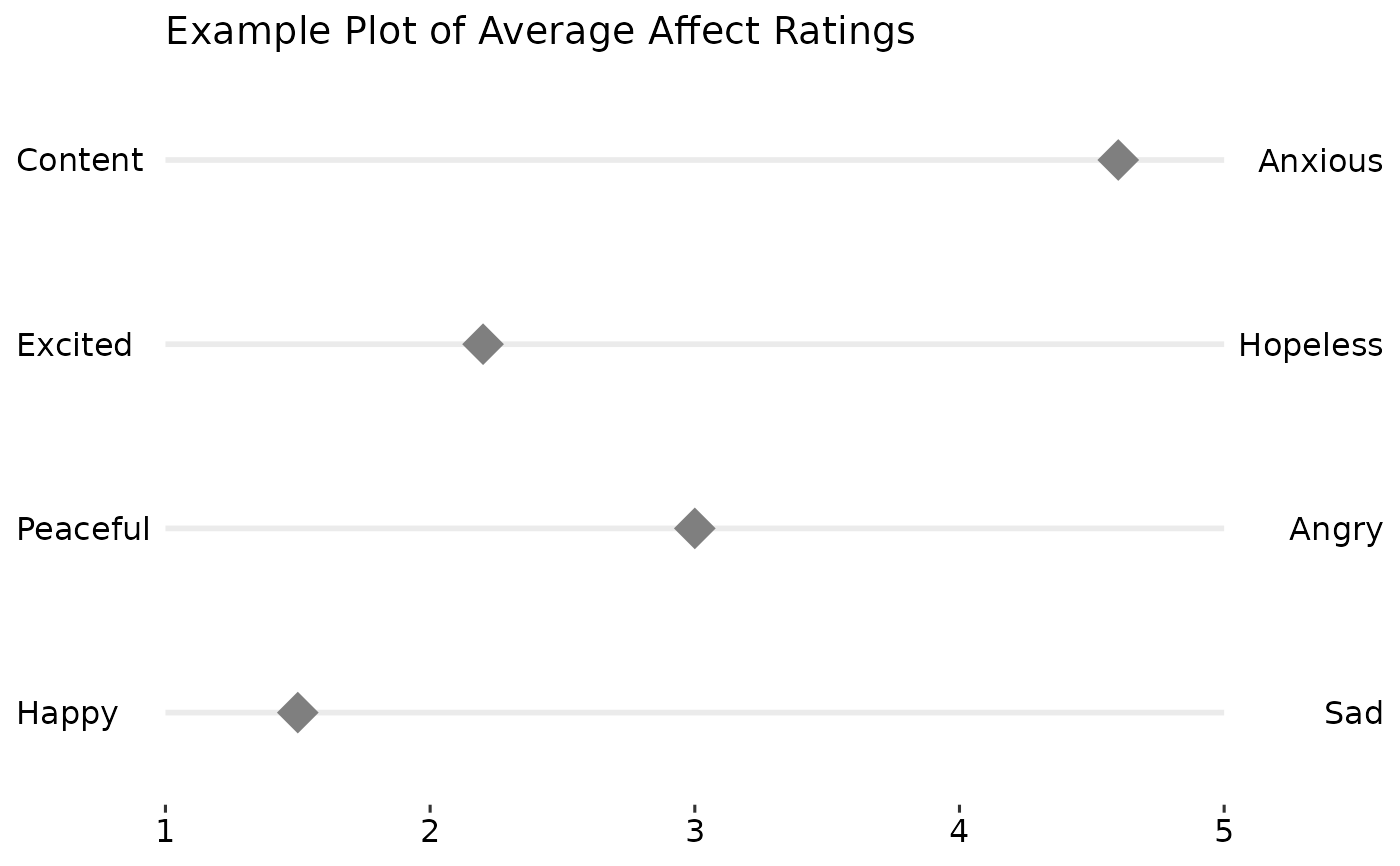 Example Plot of Average Affect Ratings
Content Anxious
Excited Hopeless
Peaceful Angry
Happy Sad
1 2 3 4 5